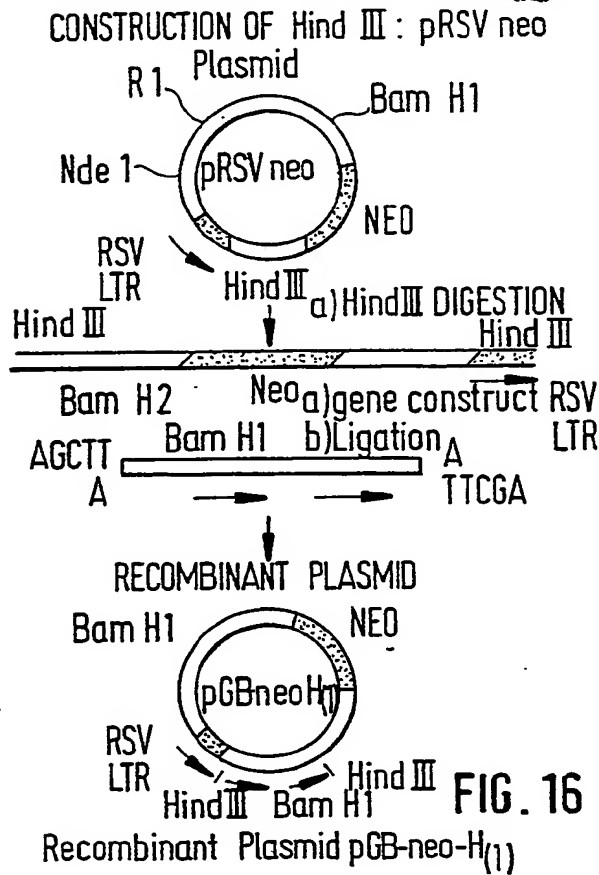 CONSTRUCTION OF Hind III : pRSV neo
Plasmid
R1
Bam H1
Nde 1
pRSV neo
NEO
RSV
LTR
Hind III
a)Hind III DIGESTION
Hind III
Hind III
Bam H2
Neo
a)gene construct
RSV
LTR
Bam H1
b)Ligation
AGCTT
A
A
TTCGA
RECOMBINANT PLASMID
Bam H1
NEO
pGB-neo H(1)
RSV
LTR
Hind III
Hind III
Bam H1
FIG. 16
Recombinant Plasmid pGB-neo-H(1)